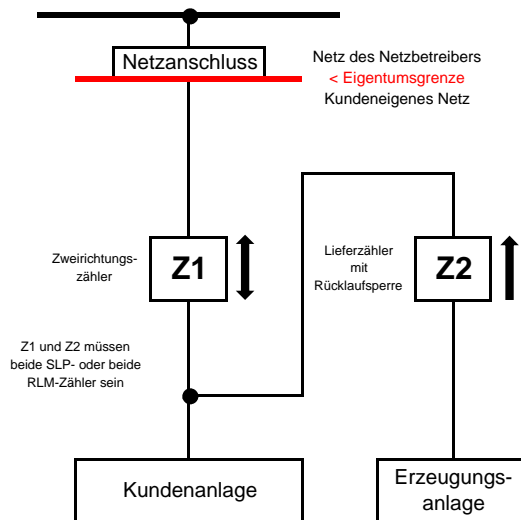 Netzanschluss
Netz des Netzbetreibers
< Eigentumsgrenze
Kundeneigenes Netz
Zweirichtungs-
zähler
Z1
Lieferzähler
mit
Rücklaufsperre
Z2
Z1 und Z2 müssen
beide SLP- oder beide
RLM-Zähler sein
Kundenanlage
Erzeugungs-
anlage